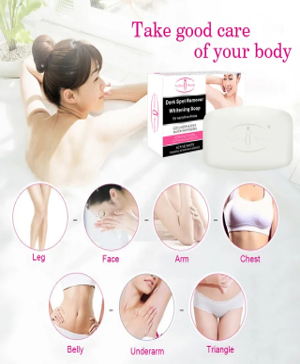 Take good care
of your body
Dark Spot Remover
Whitening Soap
Leg
Face
Arm
Chest
Belly
Underarm
Triangle